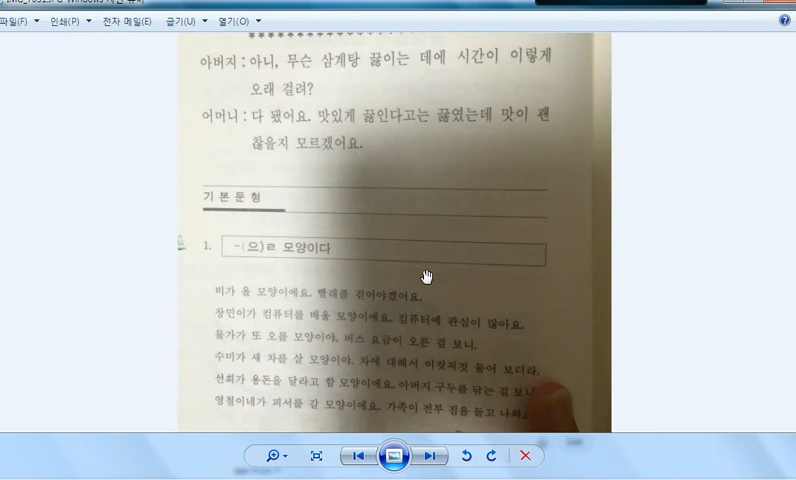 파일(F) 인쇄(P) 전자 메일(E) 굽기(U) 열기(O)
아버지 : 아니, 무슨 삼계탕 끓이는 데에 시간이 이렇게
오래 걸려?
어머니 : 다 됐어요. 맛있게 끓인다고는 끓였는데 맛이 괜
찮을지 모르겠어요.
기 본 문 형
1. -(으)ㄹ 모양이다
비가 올 모양이에요. 빨래를 걷어야겠어요.
창민이가 컴퓨터를 배울 모양이에요. 컴퓨터에 관심이 많아요.
물가가 또 오를 모양이야. 버스 요금이 오른 걸 보니.
수미가 새 차를 살 모양이야. 차에 대해서 이것저것 물어 보더라.
선희가 용돈을 달라고 할 모양이에요. 아버지 구두를 닦는 걸 보니
영철이네가 피서를 갈 모양이에요. 가족이 전부 짐을 들고